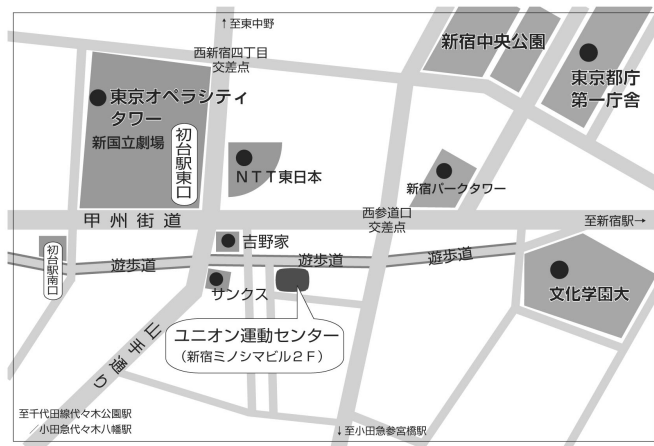 ↑至東中野
西新宿四丁目
交差点
新宿中央公園
東京都庁
第一庁舎
東京オペラシティ
タワー
新国立劇場
初台駅東口
NTT東日本
新宿パークタワー
西参道口
交差点
甲州街道
至新宿駅→
初台駅南口
吉野家
遊歩道
遊歩道
遊歩道
サンクス
文化学園大
ユニオン運動センター
(新宿ミノシマビル2F)
山手通り
至千代田線代々木公園駅
／小田急代々木八幡駅
↓至小田急参宮橋駅